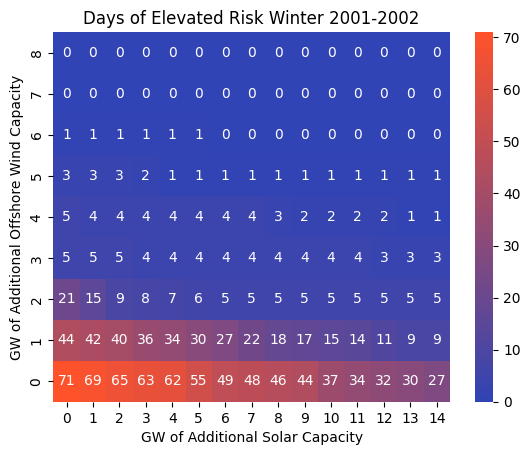 Days of Elevated Risk Winter 2001-2002
GW of Additional Offshore Wind Capacity
8 0 0 0 0 0 0 0 0 0 0 0 0 0 0 0
7 0 0 0 0 0 0 0 0 0 0 0 0 0 0 0
6 1 1 1 1 1 1 0 0 0 0 0 0 0 0 0
5 3 3 3 2 1 1 1 1 1 1 1 1 1 1 1
4 5 4 4 4 4 4 4 4 3 2 2 2 2 1 1
3 5 5 5 4 4 4 4 4 4 4 4 4 3 3 3
2 21 15 9 8 7 6 5 5 5 5 5 5 5 5 5
1 44 42 40 36 34 30 27 22 18 17 15 14 11 9 9
0 71 69 65 63 62 55 49 48 46 44 37 34 32 30 27
0 1 2 3 4 5 6 7 8 9 10 11 12 13 14
GW of Additional Solar Capacity
70
60
50
40
30
20
10
0